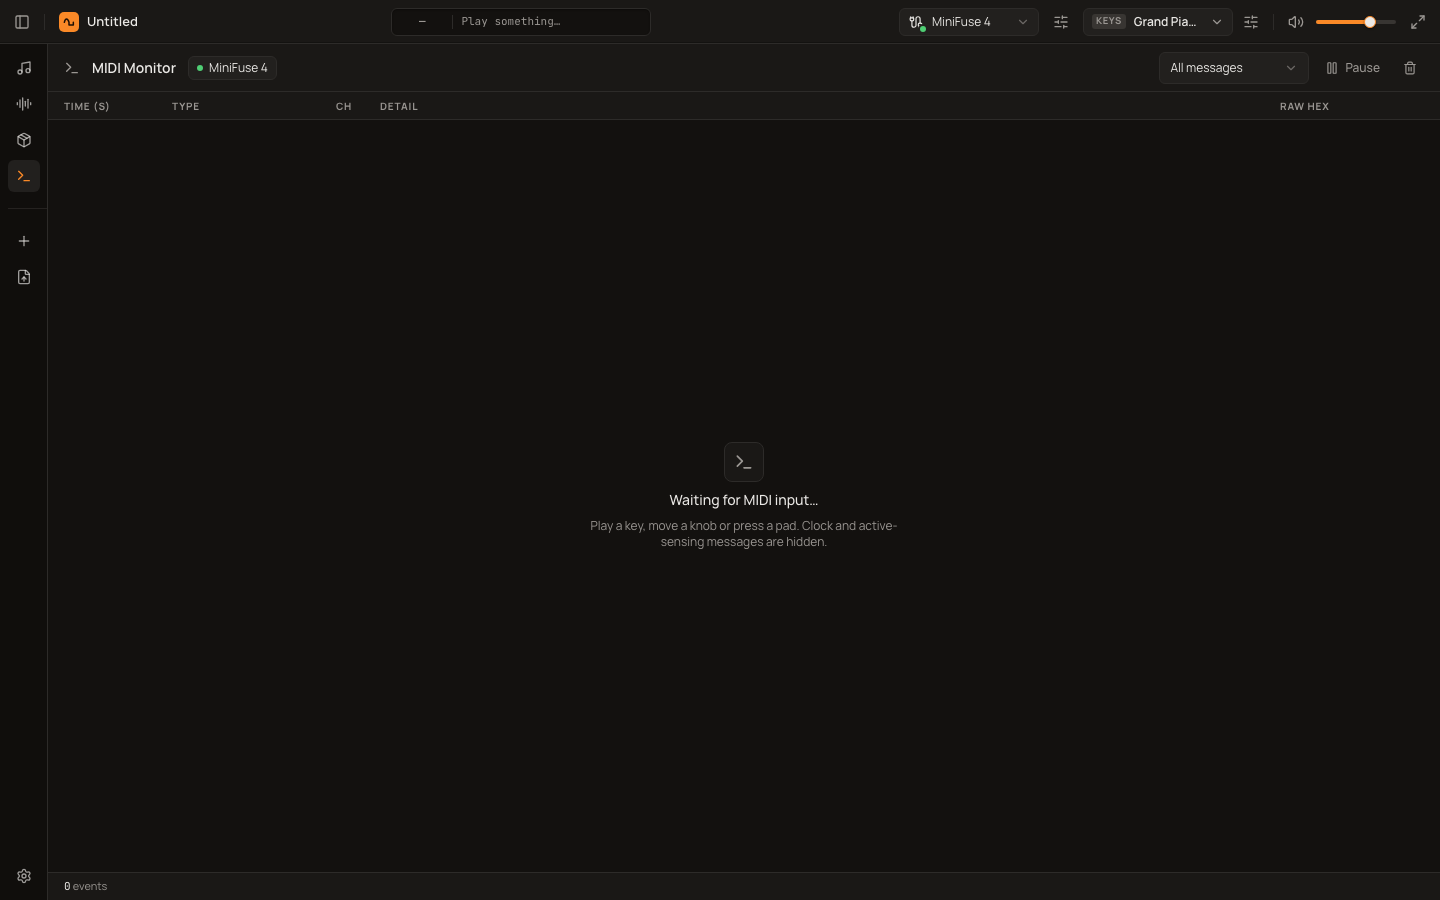 Untitled
–
Play something…
MiniFuse 4
KEYS
Grand Pia…
MIDI Monitor
MiniFuse 4
All messages
Pause
TIME (S)
TYPE
CH
DETAIL
RAW HEX
Waiting for MIDI input…
Play a key, move a knob or press a pad. Clock and active-
sensing messages are hidden.
0 events